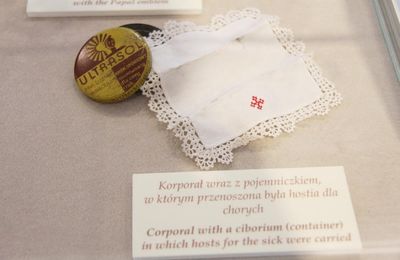 with the Papal emblem
ULTRASOL
Korporał wraz z pojemniczkiem,
w którym przenoszona była hostia dla
chorych
Corporal with a ciborium (container)
in which hosts for the sick were carried